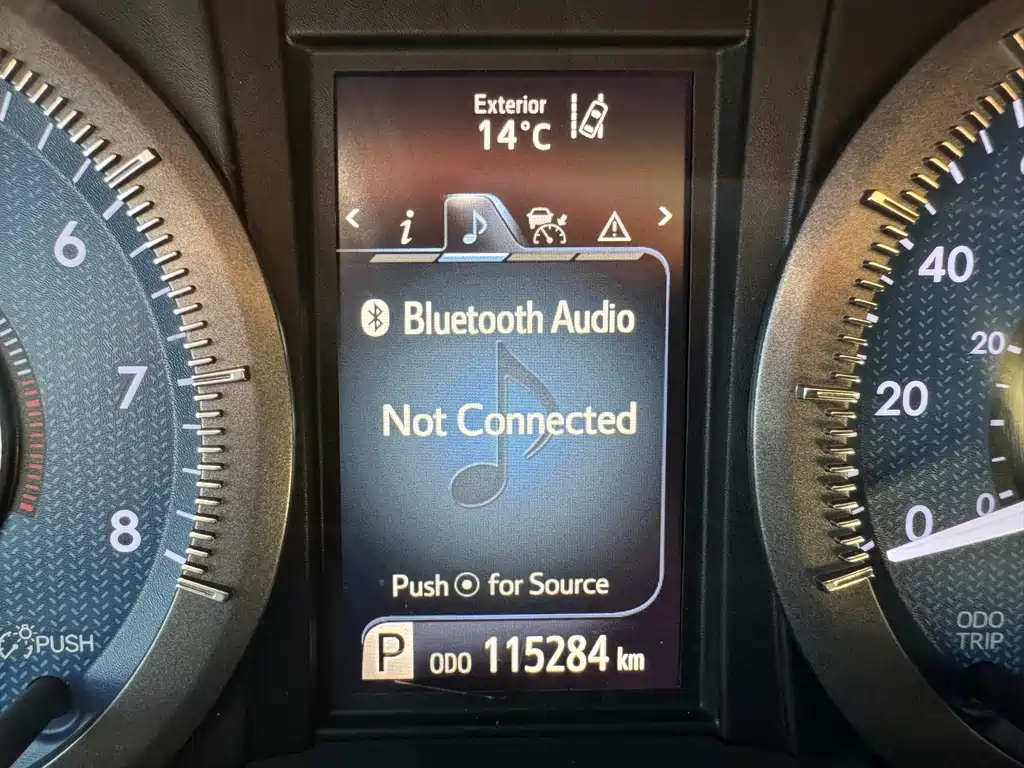 Exterior
14°C
i
Bluetooth Audio
Not Connected
Push for Source
P ODO 115284 km
6
7
8
PUSH
40
20
20
0
0
ODO
TRIP